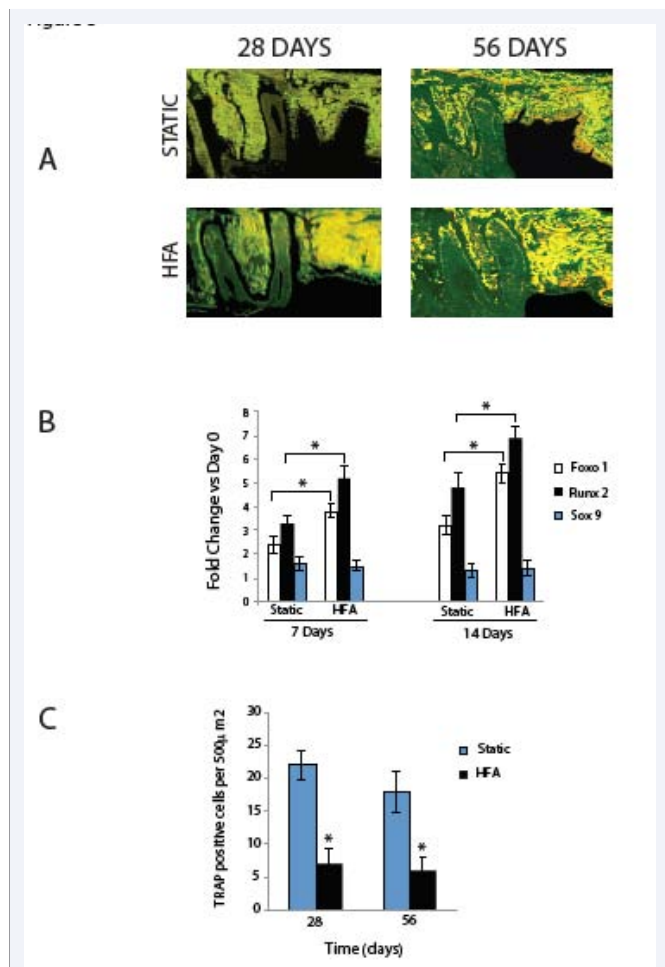 28 DAYS 56 DAYS
STATIC
A
HFA
B
Fold Change vs Day 0
8
7
6
5
4
3
2
1
0
* * * *
Foxo 1
Runx 2
Sox 9
Static HFA Static HFA
7 Days 14 Days
C
TRAP positive cells per 500μ m2
30
25
20
15
10
5
0
Static
HFA
* *
28 56
Time (days)